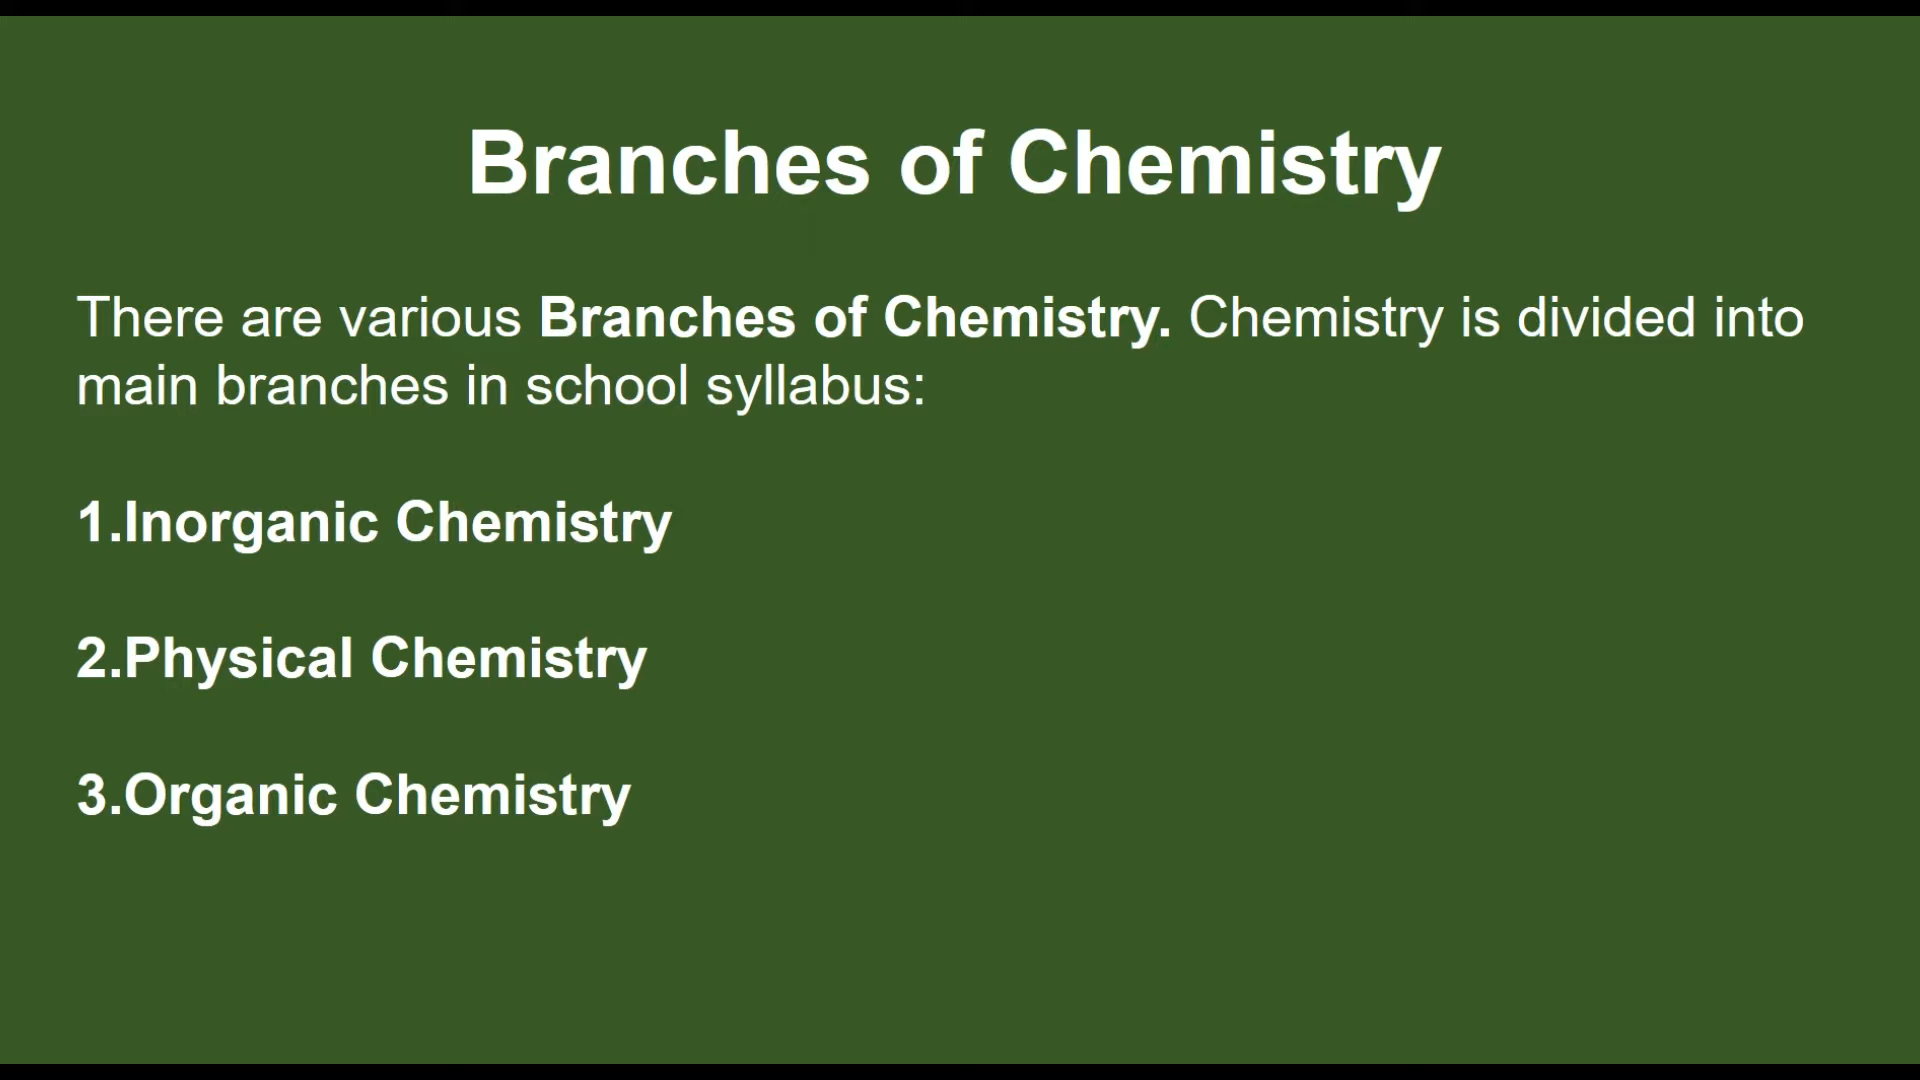 Branches of Chemistry
There are various Branches of Chemistry. Chemistry is divided into
main branches in school syllabus:
1.Inorganic Chemistry
2.Physical Chemistry
3.Organic Chemistry